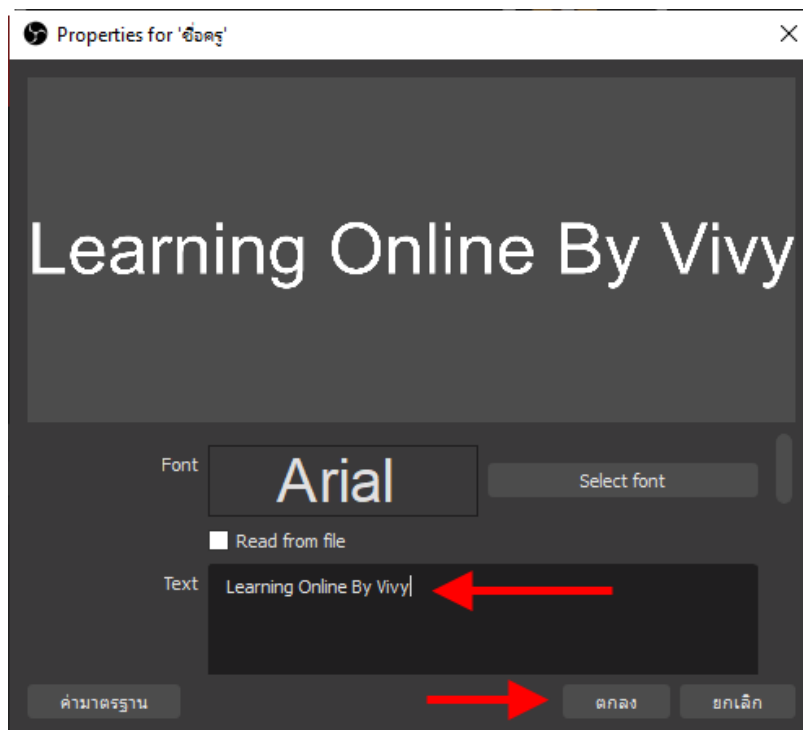 Properties for 'ชื่อครู'
Learning Online By Vivy
Font
Arial
Select font
Read from file
Text
Learning Online By Vivy
ค่ามาตรฐาน
ตกลง
ยกเลิก